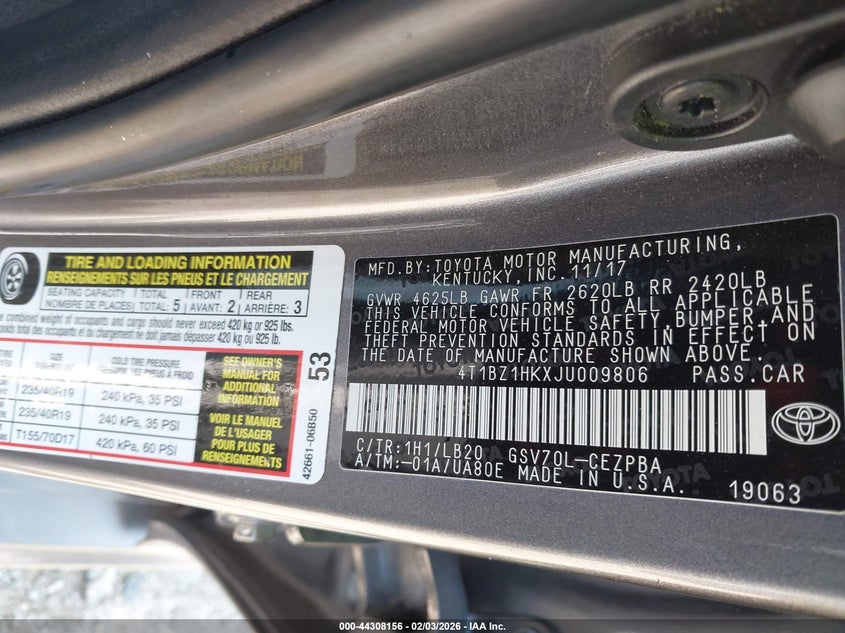 TIRE AND LOADING INFORMATION
RENSEIGNEMENTS SUR LES PNEUS ET LE CHARGEMENT
SEATING CAPACITY TOTAL 5 FRONT 2 REAR 3
NOMBRE DE PLACES) TOTAL AVANT: ARRIÈRE:
combined weight of occupants and cargo should never exceed 420 kg or 925 lbs.
total des occupants et du chargement ne doit jamais dépasser 420 kg ou 925 lb.
TIRE SIZE COLD TIRE PRESSURE
235/40R19 240 kPa, 35 PSI
235/40R19 240 kPa, 35 PSI
T155/70D17 420 kPa, 60 PSI
SEE OWNER'S
MANUAL FOR
ADDITIONAL
INFORMATION
VOIR LE MANUEL
DE L'USAGER
POUR PLUS DE
RENSEIGNEMENTS
53
42661-06B50
MFD.BY:TOYOTA MOTOR MANUFACTURING,
KENTUCKY, INC. 11/17
GVWR 4625LB GAWR FR 2620LB RR 2420LB
THIS VEHICLE CONFORMS TO ALL APPLICABLE
FEDERAL MOTOR VEHICLE SAFETY,BUMPER,AND
THEFT PREVENTION STANDARDS IN EFFECT ON
THE DATE OF MANUFACTURE SHOWN ABOVE.
4T1BZ1HKXJU009806 PASS.CAR
C/TR:1H1/LB20 GSV70L-CEZPBA
A/TM:-01A/UA80E MADE IN U.S.A. 19063
TOYOTA
000-44308156 - 02/03/2026 - © IAA Inc.